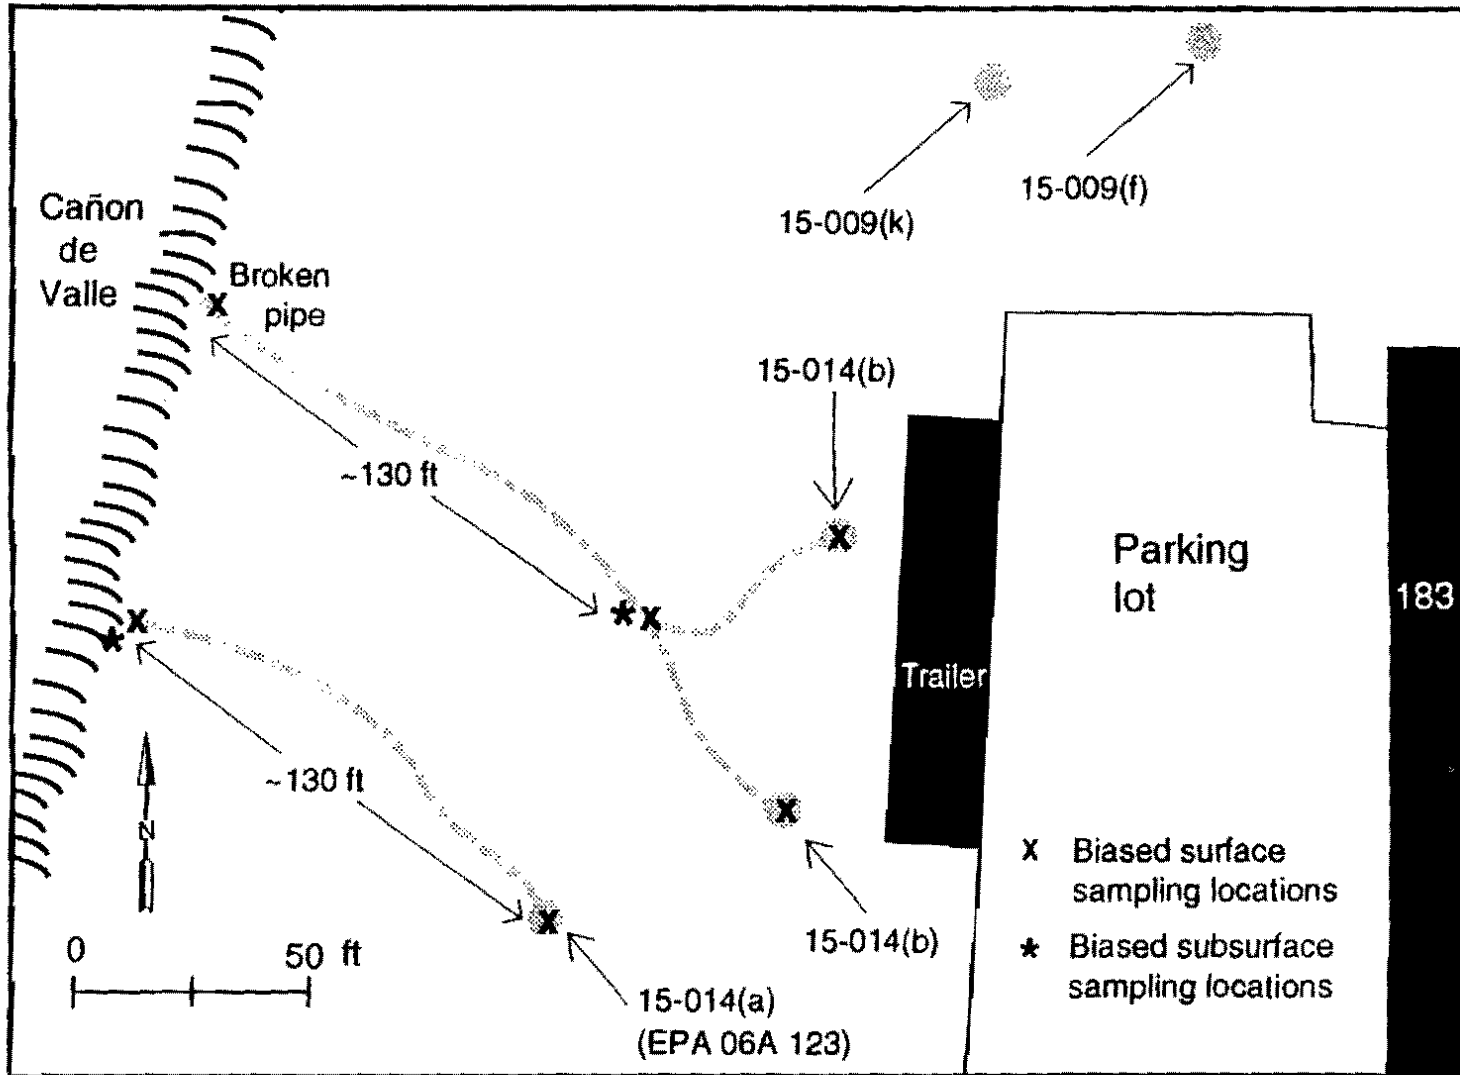 15-009(f)
15-009(k)
Cañon
de
Valle
Broken
pipe
15-014(b)
~130 ft
Parking
lot
183
Trailer
~130 ft
N
X Biased surface
sampling locations
15-014(b)
* Biased subsurface
sampling locations
0 50 ft
15-014(a)
(EPA 06A 123)